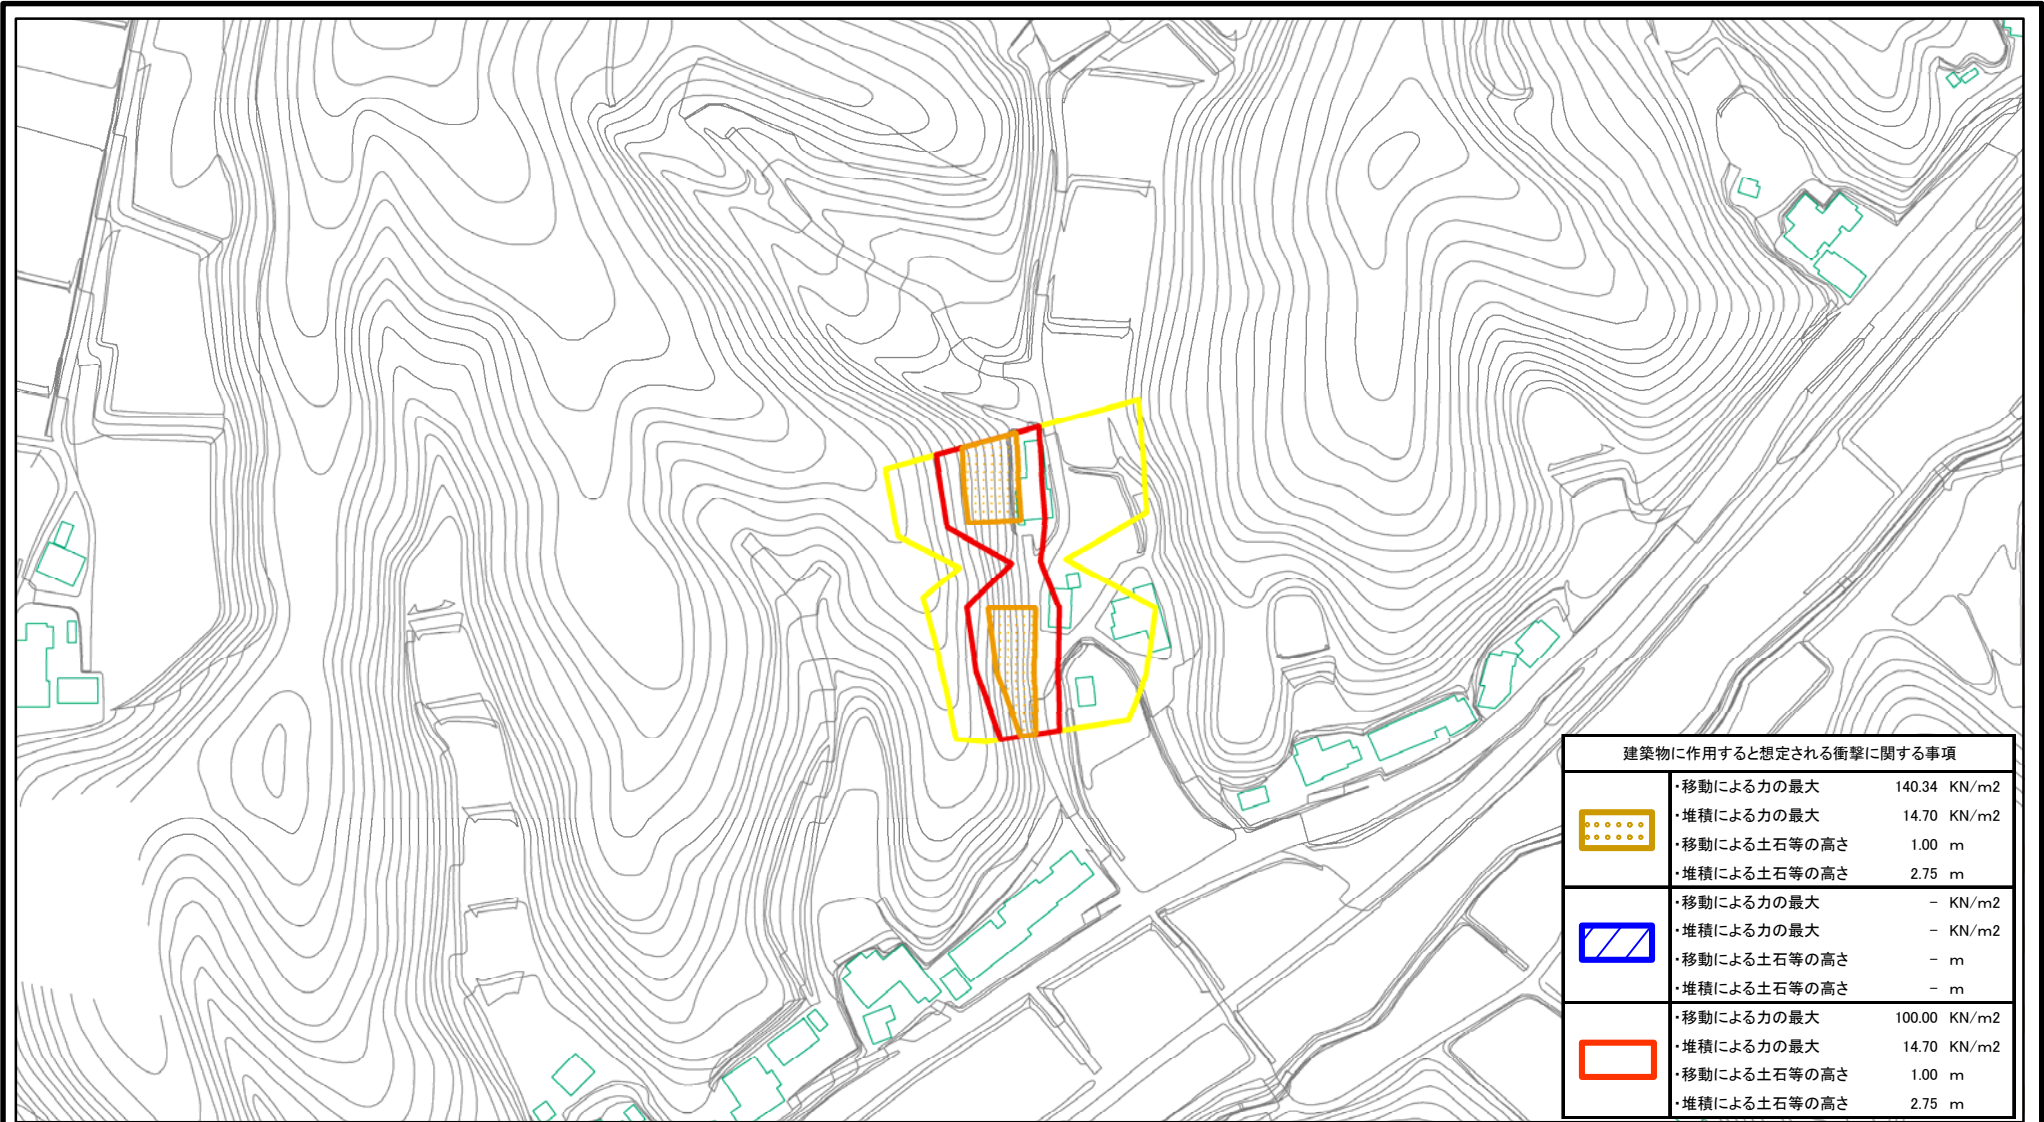 建築物に作用すると想定される衝撃に関する事項
・移動による力の最大 140.34 KN/m2
・堆積による力の最大 14.70 KN/m2
・移動による土石等の高さ 1.00 m
・堆積による土石等の高さ 2.75 m
・移動による力の最大 - KN/m2
・堆積による力の最大 - KN/m2
・移動による土石等の高さ - m
・堆積による土石等の高さ - m
・移動による力の最大 100.00 KN/m2
・堆積による力の最大 14.70 KN/m2
・移動による土石等の高さ 1.00 m
・堆積による土石等の高さ 2.75 m